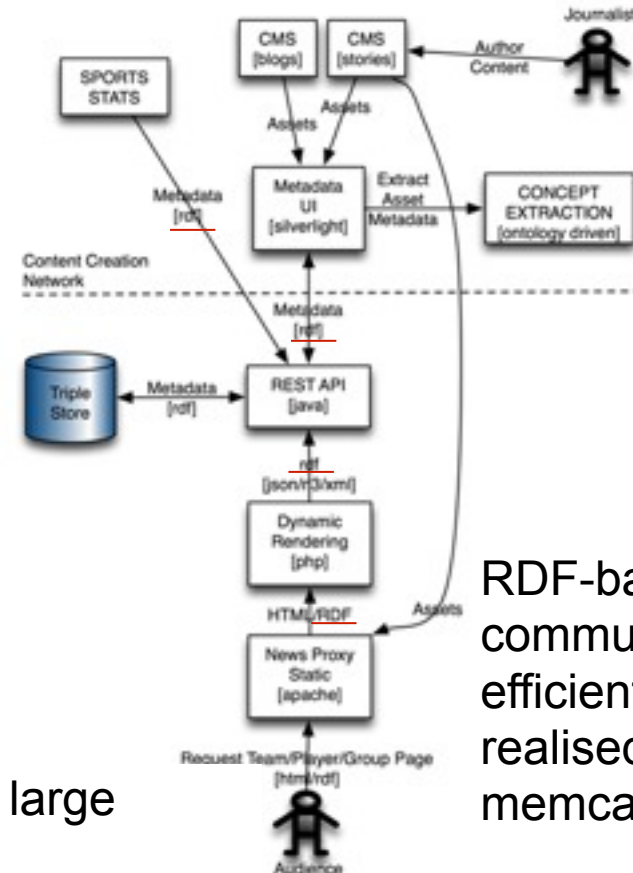 Journalist
CMS
[blogs]
CMS
[stories]
Author
Content
SPORTS
STATS
Assets
Assets
Metadata
[rdf]
Metadata
UI
[silverlight]
Extract
Asset
Metadata
CONCEPT
EXTRACTION
[ontology driven]
Content Creation
Network
Metadata
[rdf]
Triple
Store
Metadata
[rdf]
REST API
[java]
rdf
[json/n3/xml]
Dynamic
Rendering
[php]
HTML/RDF
Assets
News Proxy
Static
[apache]
Request Team/Player/Group Page
[html/rdf]
Audience
RDF-ba
commu
efficient
realised
memca
large